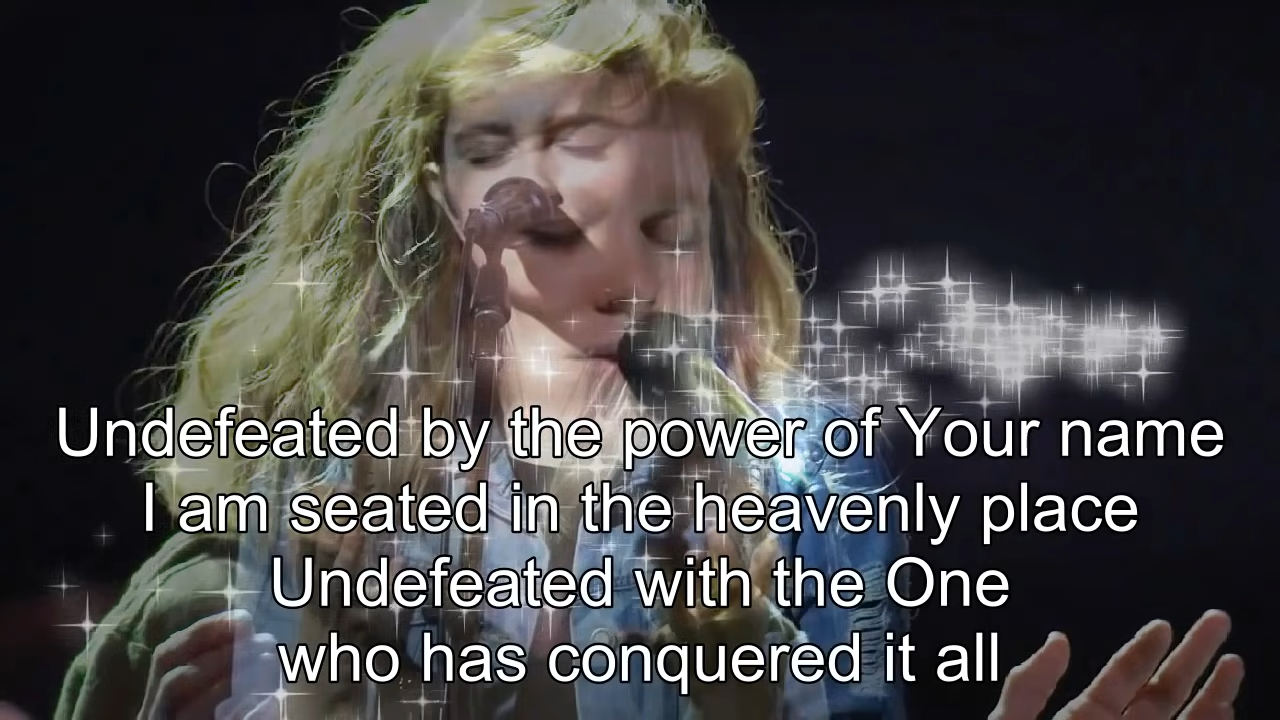 Undefeated by the power of Your name
I am seated in the heavenly place
Undefeated with the One
who has conquered it all